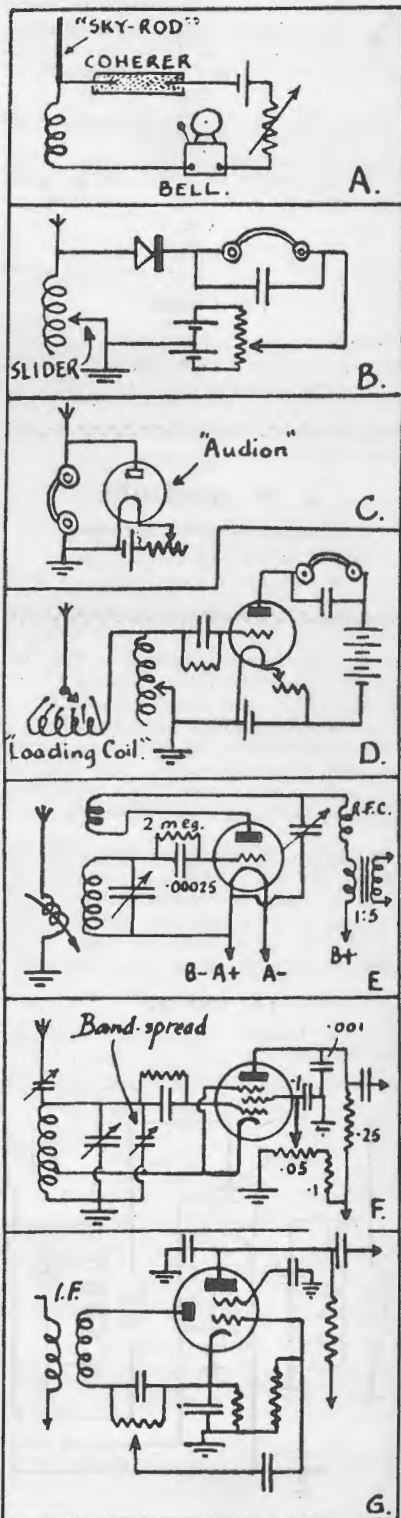 "SKY-ROD"
COHERER
BELL.
A.
SLIDER
B.
"Audion"
C.
"Loading Coil."
D.
R.F.C.
2 meg.
.00025
1:5
B- A+ A-
B+
E
Band-spread
.001
.1
.25
.05
.1
F.
I.F.
G.